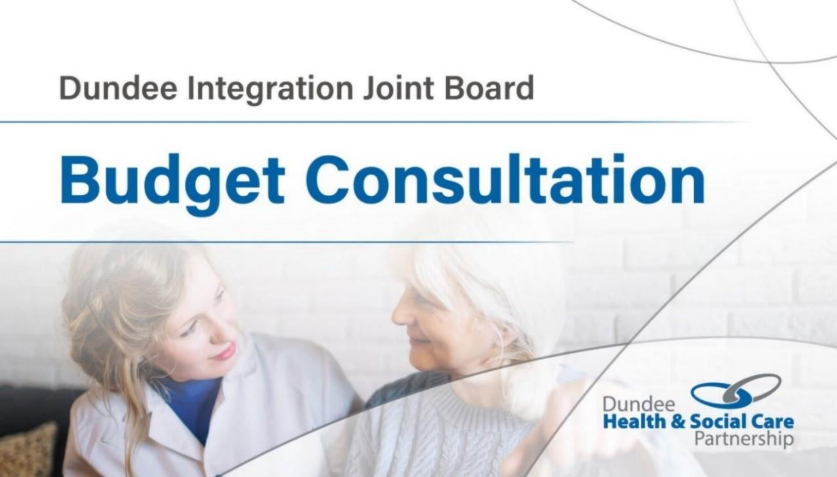 Dundee Integration Joint Board
Budget Consultation
Dundee
Health & Social Care
Partnership